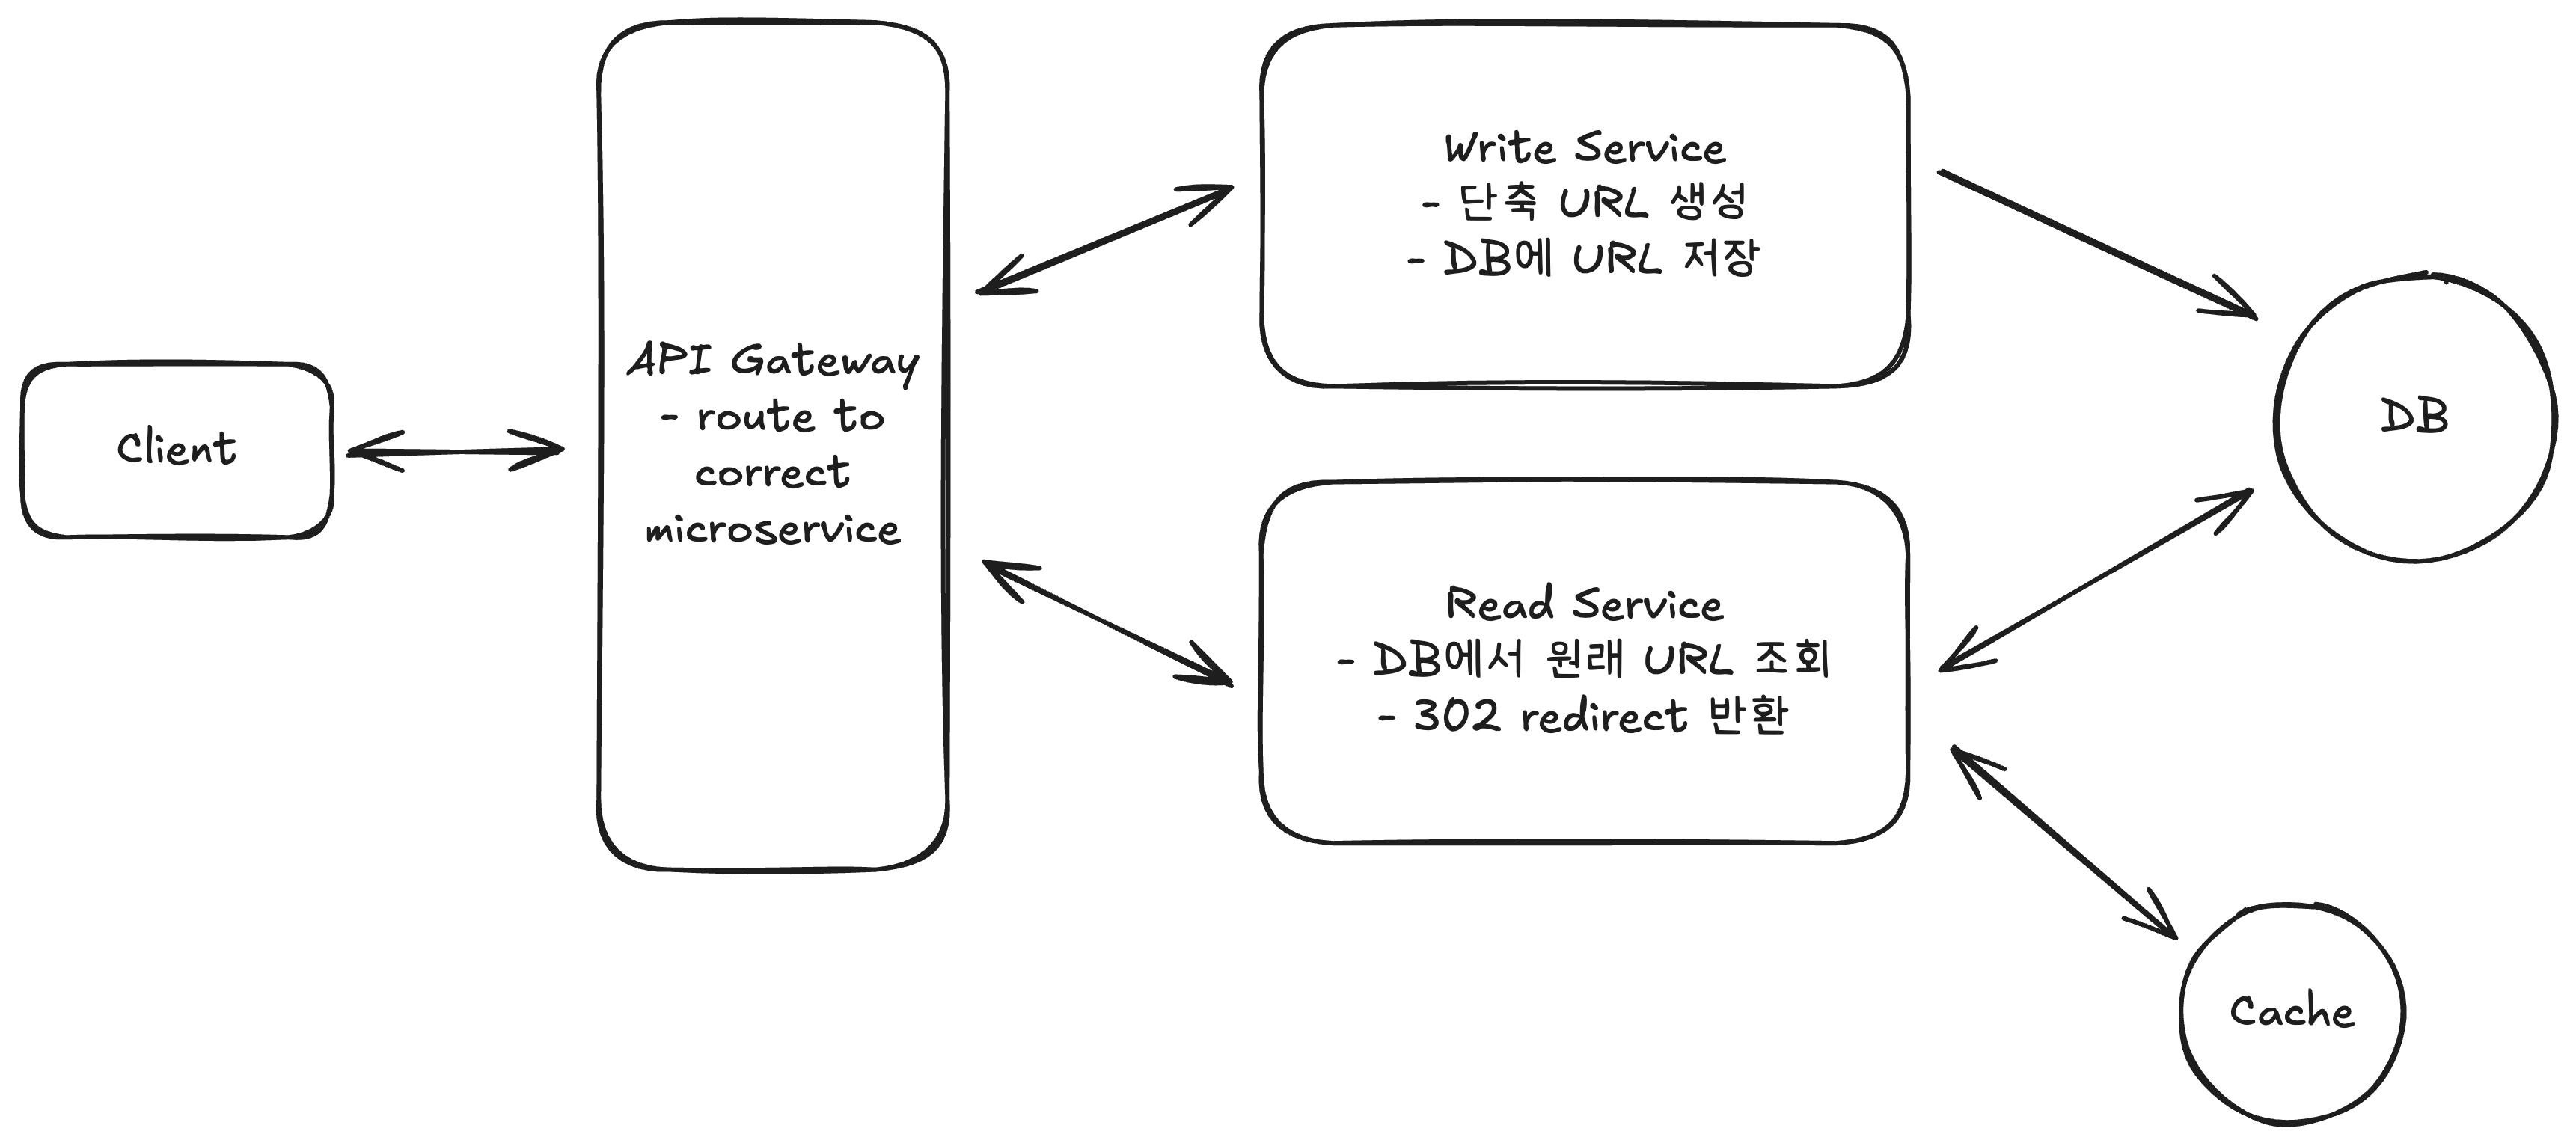 Client
API Gateway
- route to
correct
microservice
Write Service
- 단축 URL 생성
- DB에 URL 저장
Read Service
- DB에서 원래 URL 조회
- 302 redirect 반환
DB
Cache